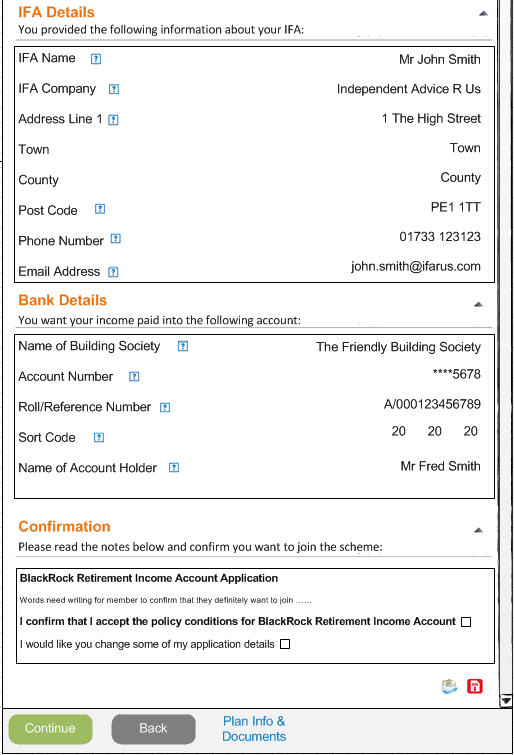 IFA Details
You provided the following information about your IFA:
IFA Name ? Mr John Smith
IFA Company ? Independent Advice R Us
Address Line 1 ? 1 The High Street
Town Town
County County
Post Code ? PE1 1TT
Phone Number ? 01733 123123
Email Address ? john.smith@ifarus.com
Bank Details
You want your income paid into the following account:
Name of Building Society ? The Friendly Building Society
Account Number ? ****5678
Roll/Reference Number ? A/000123456789
Sort Code ? 20 20 20
Name of Account Holder ? Mr Fred Smith
Confirmation
Please read the notes below and confirm you want to join the scheme:
BlackRock Retirement Income Account Application
Words need writing for member to confirm that they definitely want to join ......
I confirm that I accept the policy conditions for BlackRock Retirement Income Account
I would like you change some of my application details
Continue
Back
Plan Info &
Documents